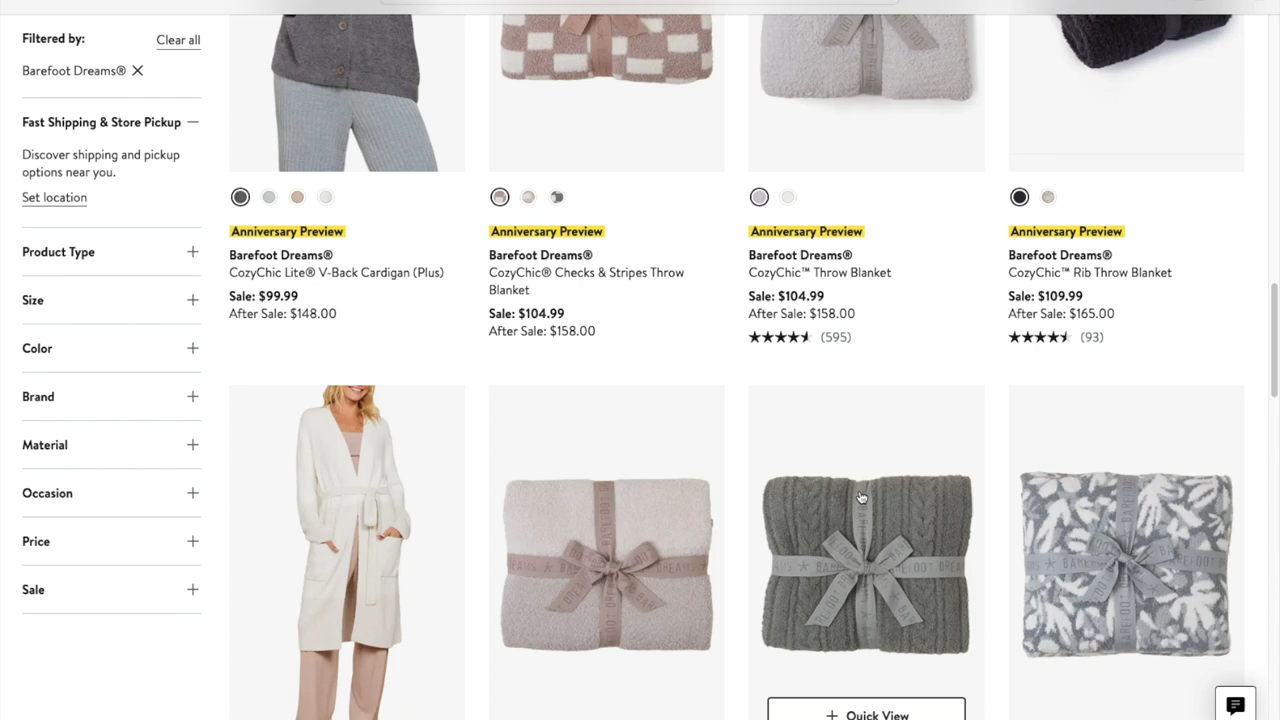 Filtered by:
Clear all
Barefoot Dreams®
Fast Shipping & Store Pickup
Discover shipping and pickup
options near you.
Set location
Product Type
Size
Color
Brand
Material
Occasion
Price
Sale
Anniversary Preview
Barefoot Dreams®
CozyChic Lite® V-Back Cardigan (Plus)
Sale: $99.99
After Sale: $148.00
Anniversary Preview
Barefoot Dreams®
CozyChic® Checks & Stripes Throw
Blanket
Sale: $104.99
After Sale: $158.00
Anniversary Preview
Barefoot Dreams®
CozyChic™ Throw Blanket
Sale: $104.99
After Sale: $158.00
(595)
Anniversary Preview
Barefoot Dreams®
CozyChic™ Rib Throw Blanket
Sale: $109.99
After Sale: $165.00
(93)
Quick View